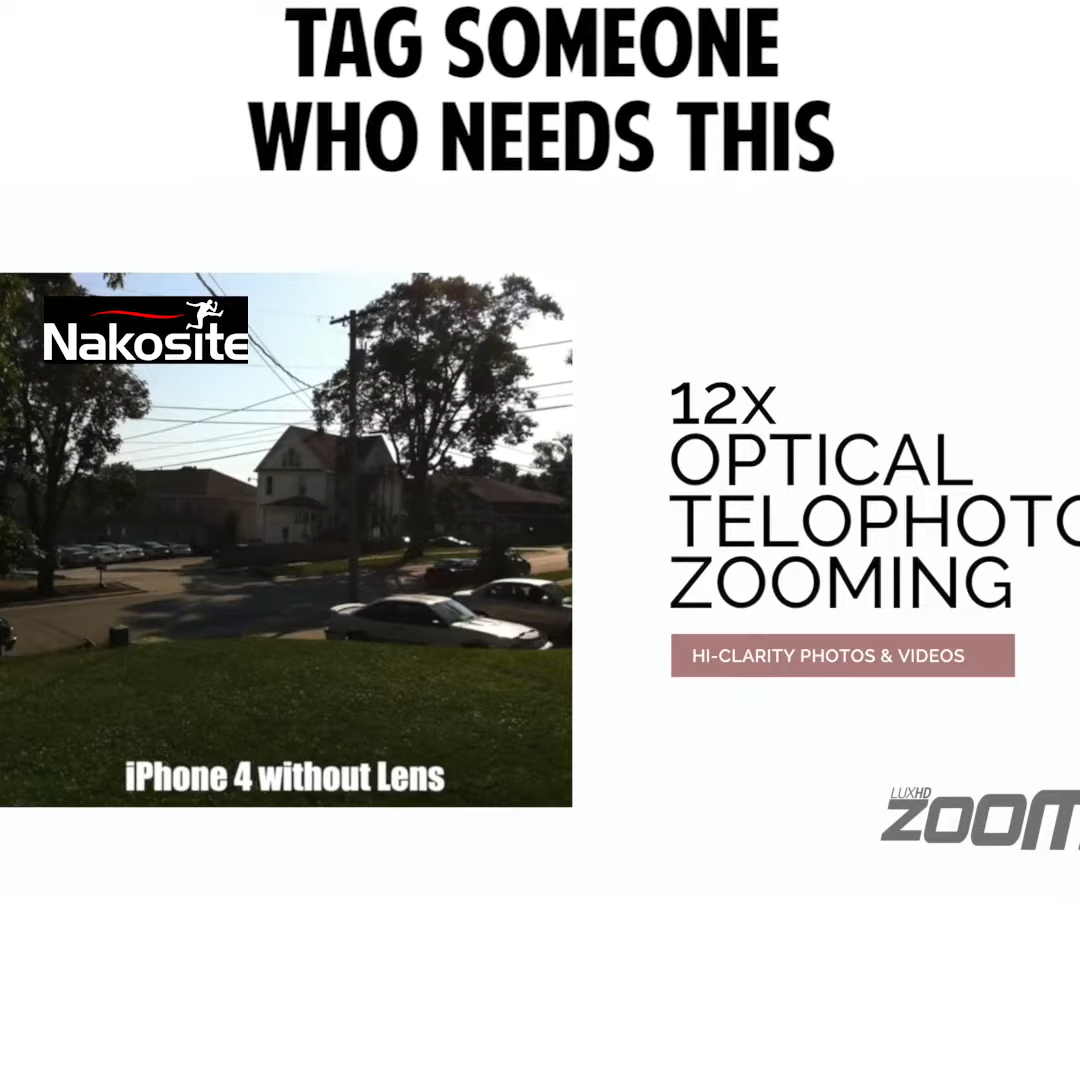 TAG SOMEONE
WHO NEEDS THIS
Nakosite
iPhone 4 without Lens
12X
OPTICAL
TELOPHOTO
ZOOMING
HI-CLARITY PHOTOS & VIDEOS
LUXHD
ZOOM